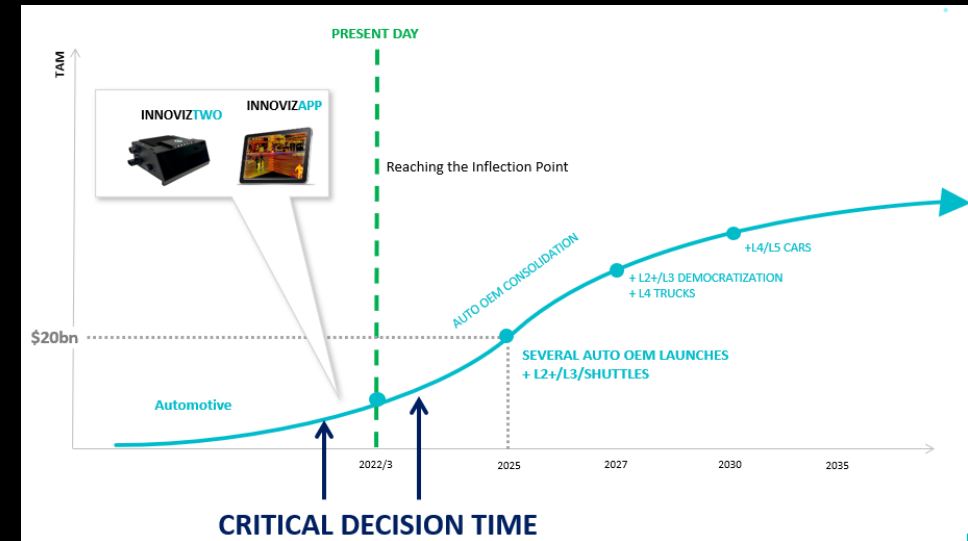 PRESENT DAY
TAM
INNOVIZTWO
INNOVIZAPP
Reaching the Inflection Point
AUTO OEM CONSOLIDATION
+L4/L5 CARS
+ L2+/L3 DEMOCRATIZATION
+ L4 TRUCKS
$20bn
SEVERAL AUTO OEM LAUNCHES
+ L2+/L3/SHUTTLES
Automotive
2022/3
2025
2027
2030
2035
CRITICAL DECISION TIME